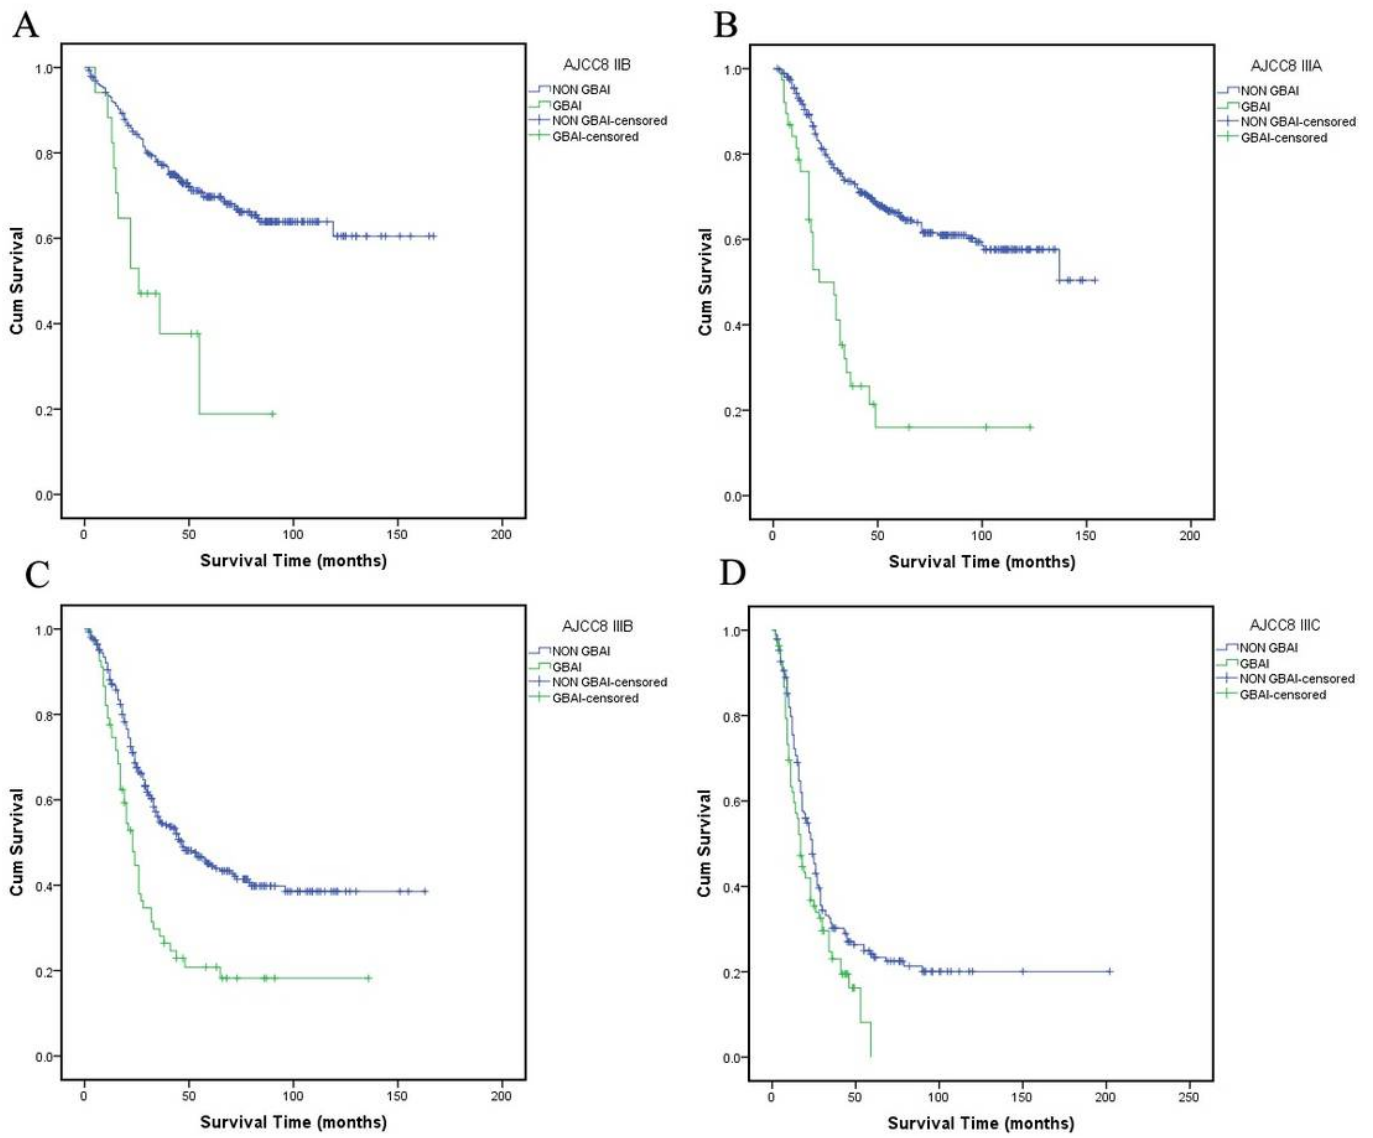 A
AJCC8 IIB
NON GBAI
GBAI
NON GBAI-censored
GBAI-censored
1.0
0.8
0.6
0.4
0.2
0.0
Cum Survival
0 50 100 150 200
Survival Time (months)
B
AJCC8 IIIA
NON GBAI
GBAI
NON GBAI-censored
GBAI-censored
1.0
0.8
0.6
0.4
0.2
0.0
Cum Survival
0 50 100 150 200
Survival Time (months)
C
AJCC8 IIIB
NON GBAI
GBAI
NON GBAI-censored
GBAI-censored
1.0
0.8
0.6
0.4
0.2
0.0
Cum Survival
0 50 100 150 200
Survival Time (months)
D
AJCC8 IIIC
NON GBAI
GBAI
NON GBAI-censored
GBAI-censored
1.0
0.8
0.6
0.4
0.2
0.0
Cum Survival
0 50 100 150 200 250
Survival Time (months)